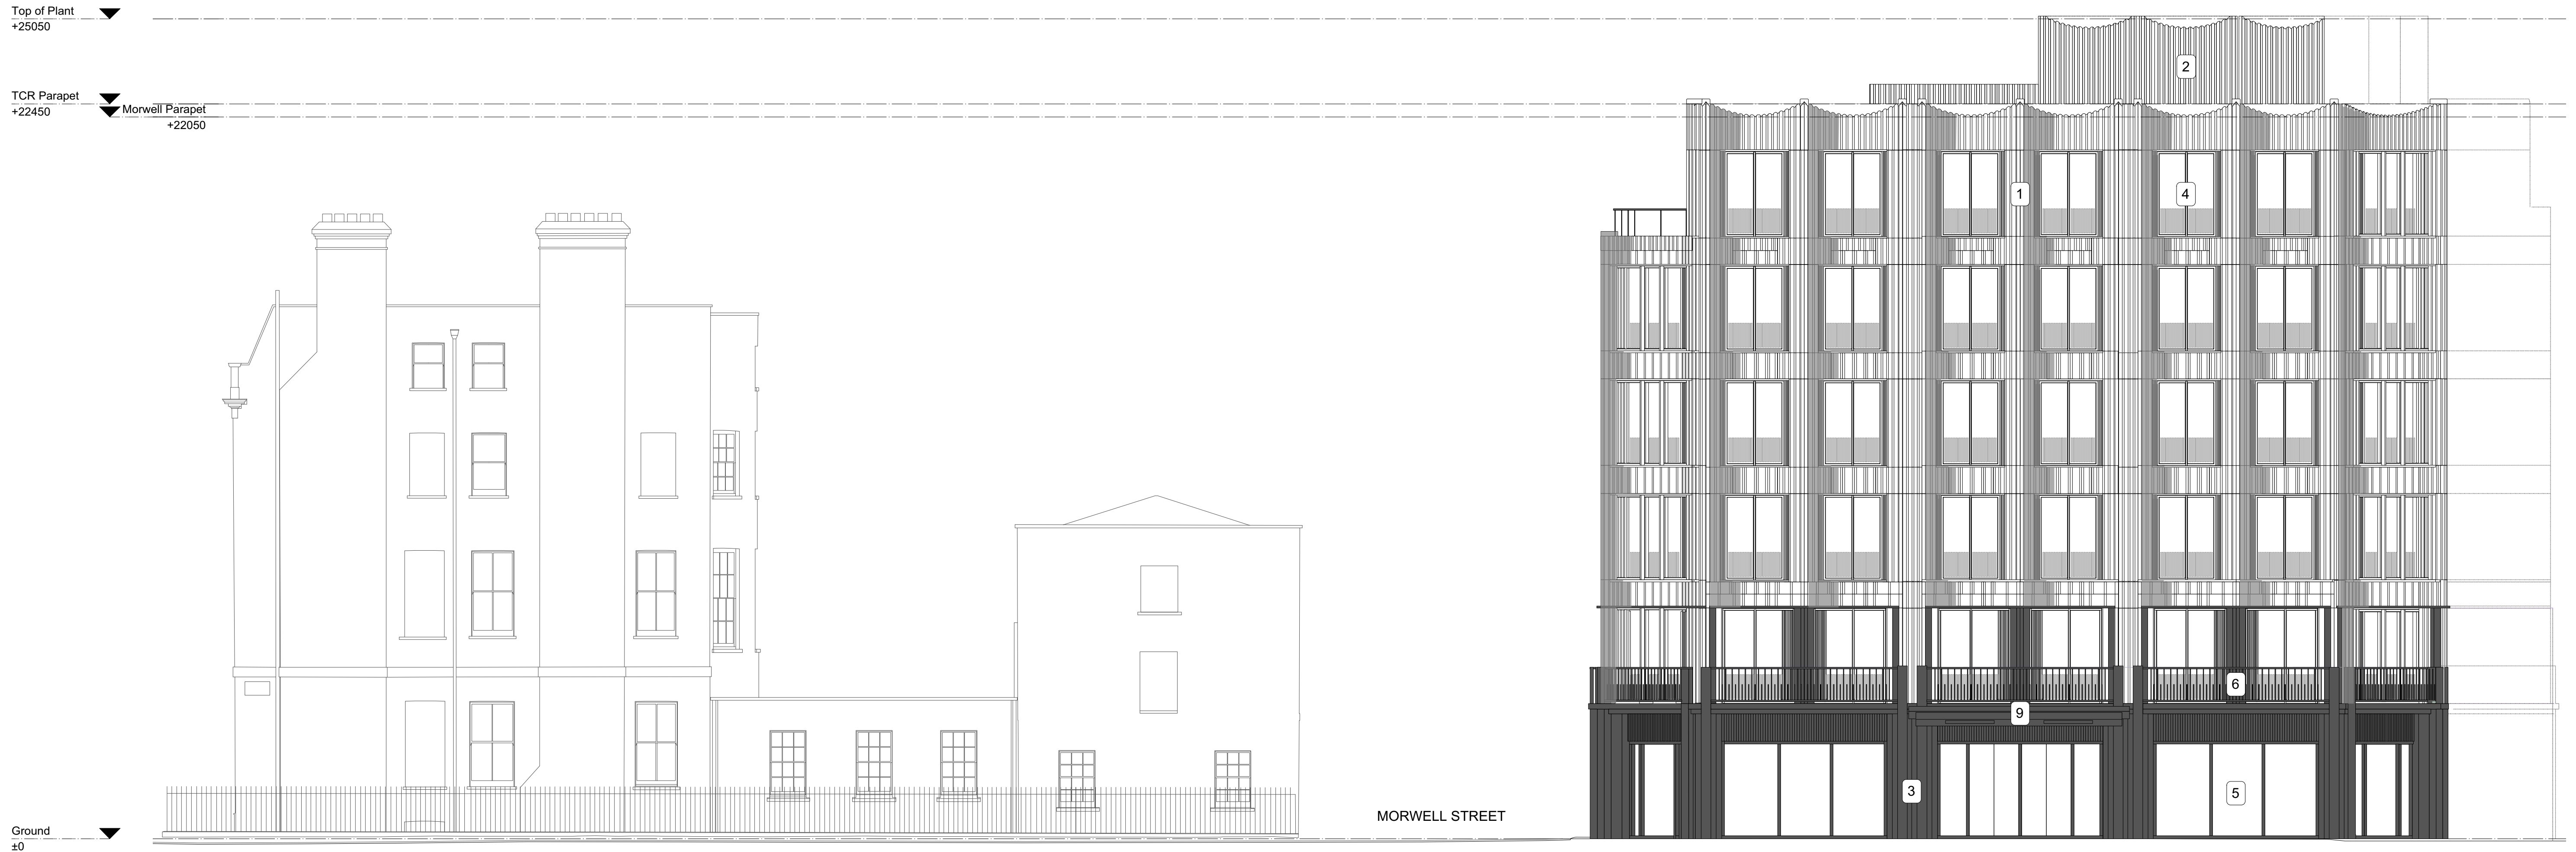 Top of Plant
+25050
TCR Parapet
+22450
Morwell Parapet
+22050
2
1
4
6
9
3
5
MORWELL STREET
Ground
±0